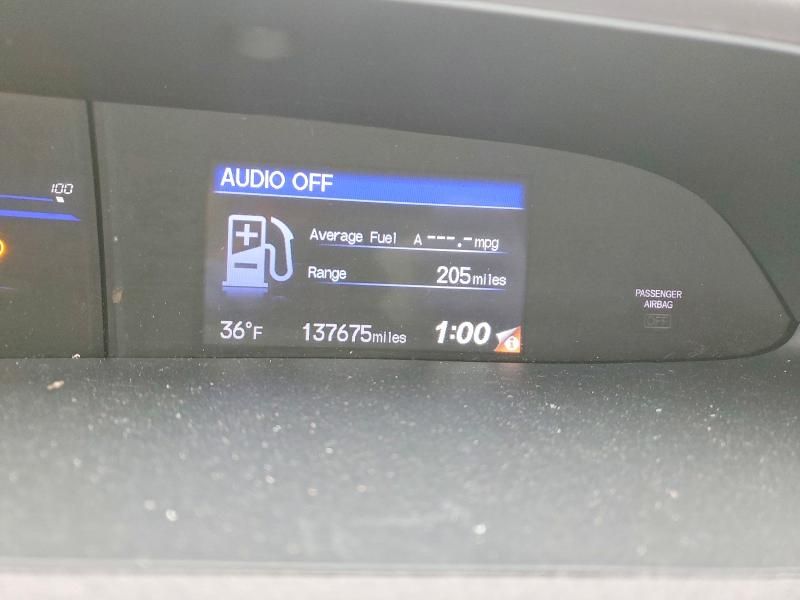 100
AUDIO OFF
Average Fuel A ---.- mpg
Range 205 miles
36°F 137675 miles 1:00
i
PASSENGER
AIRBAG
OFF